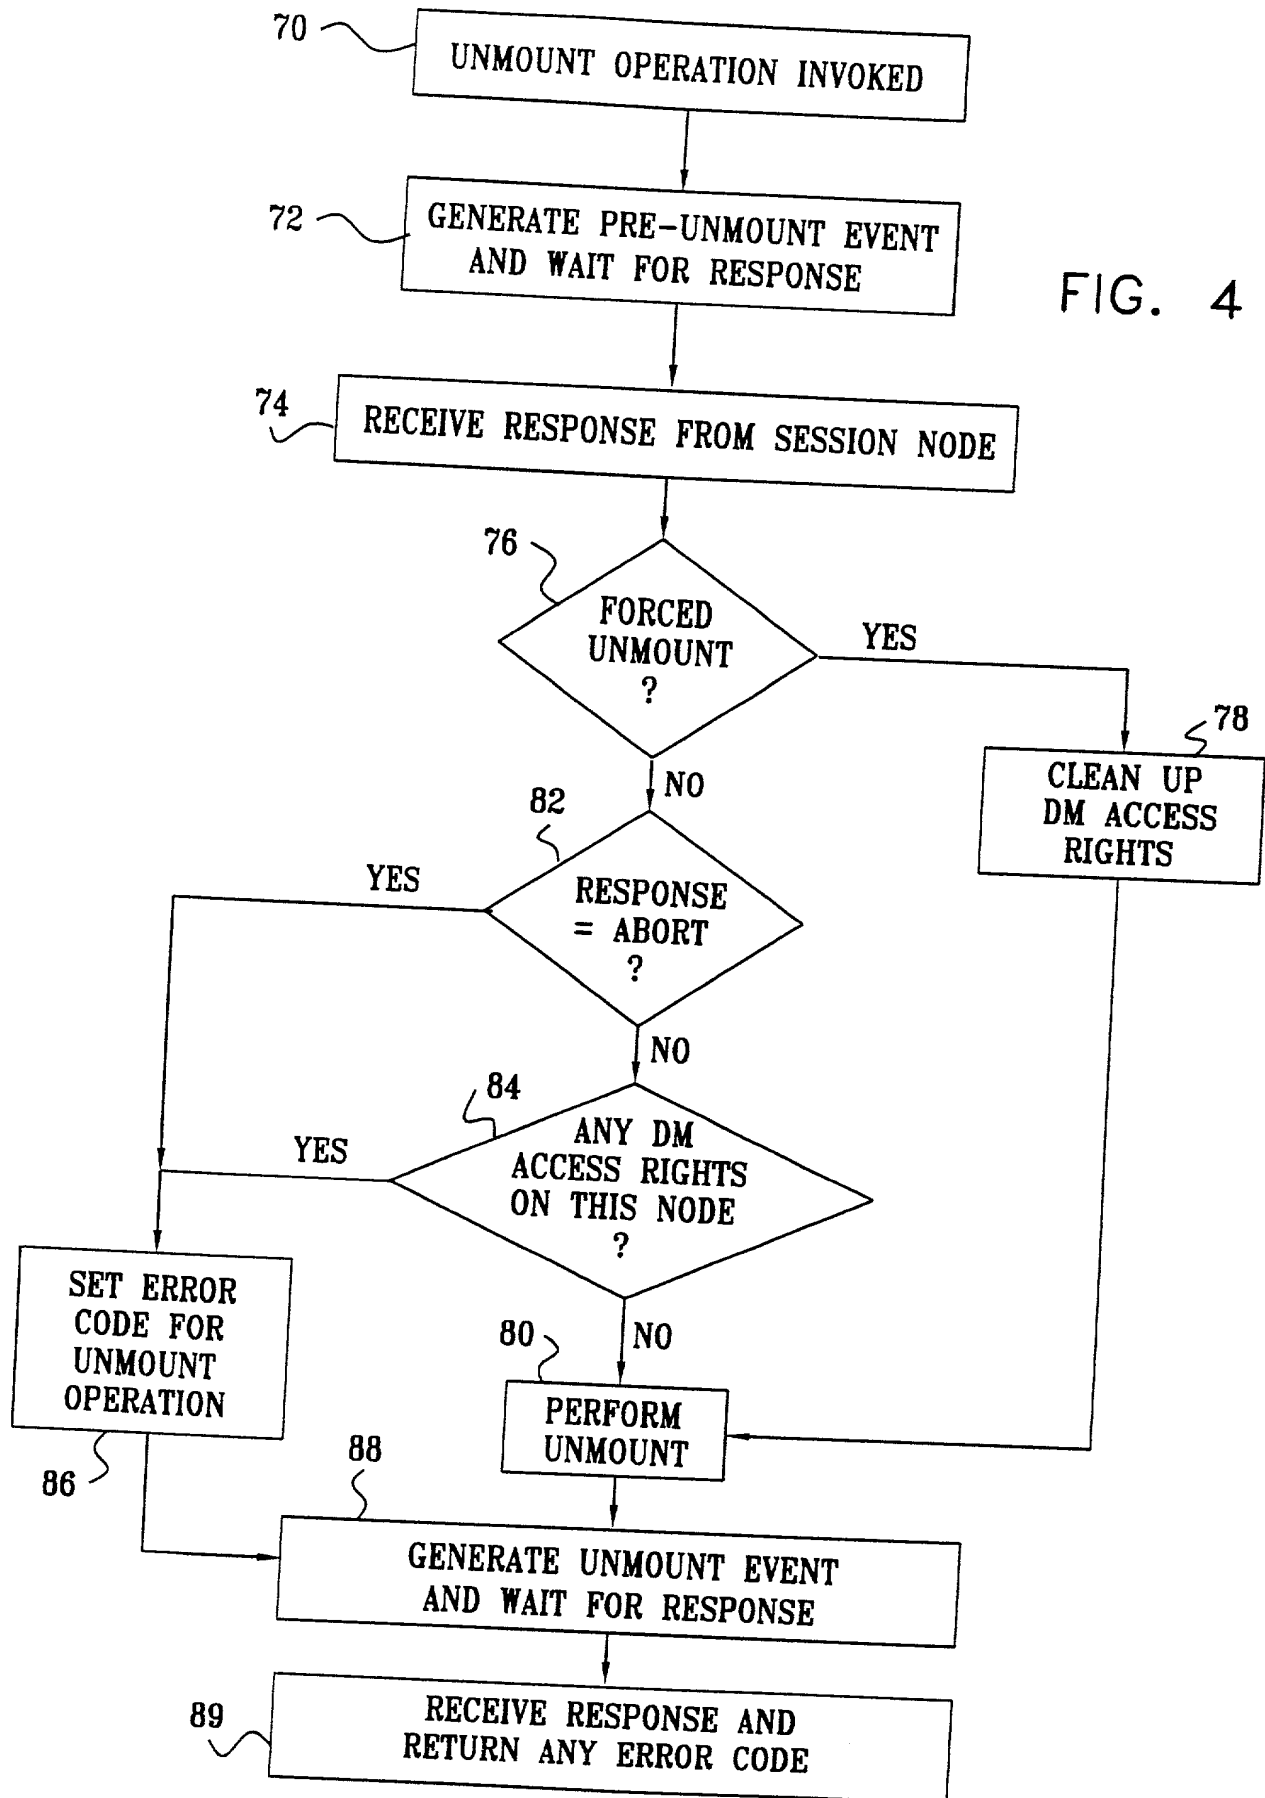 70
UNMOUNT OPERATION INVOKED
72
GENERATE PRE-UNMOUNT EVENT
AND WAIT FOR RESPONSE
FIG. 4
74
RECEIVE RESPONSE FROM SESSION NODE
76
FORCED
UNMOUNT
?
YES
78
CLEAN UP
DM ACCESS
RIGHTS
NO
82
YES
RESPONSE
= ABORT
?
NO
84
YES
ANY DM
ACCESS RIGHTS
ON THIS NODE
?
SET ERROR
CODE FOR
UNMOUNT
OPERATION
86
NO
80
PERFORM
UNMOUNT
88
GENERATE UNMOUNT EVENT
AND WAIT FOR RESPONSE
89
RECEIVE RESPONSE AND
RETURN ANY ERROR CODE